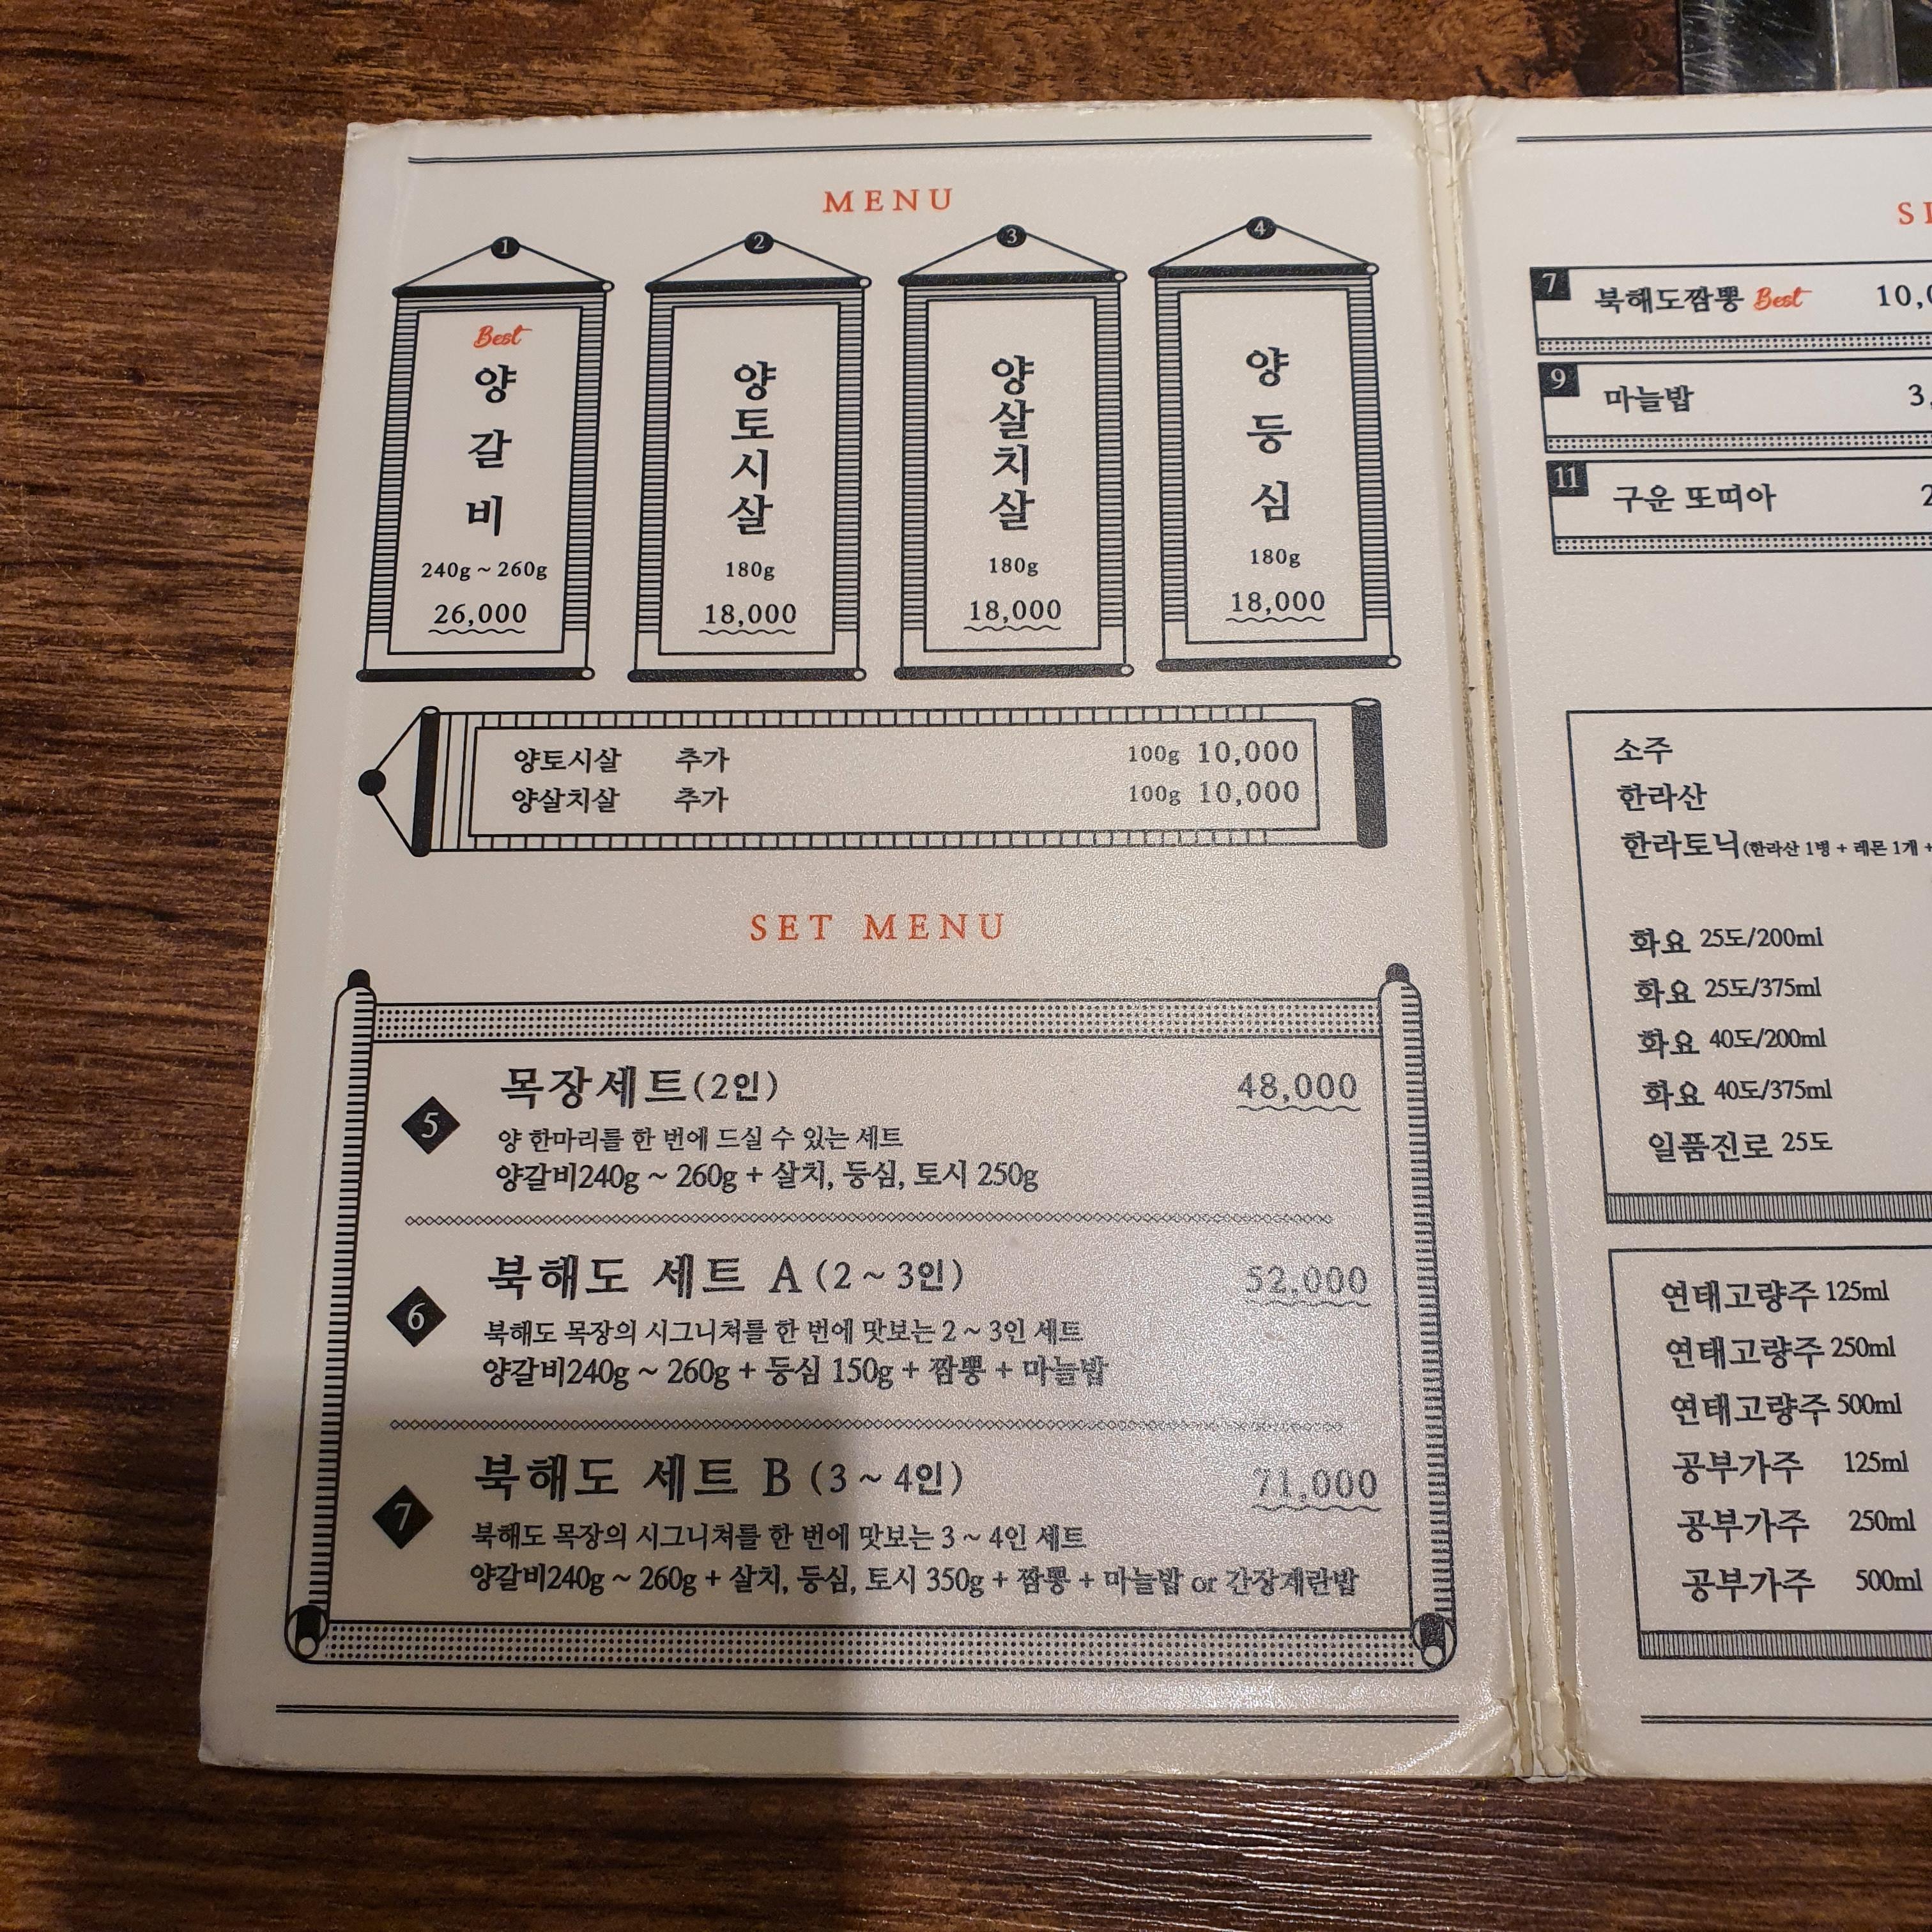 MENU
1
Best
양갈비
240g ~ 260g
26,000
2
양토시살
180g
18,000
3
양살치살
180g
18,000
4
양등심
180g
18,000
양토시살 추가 100g 10,000
양살치살 추가 100g 10,000
SET MENU
5
목장세트(2인) 48,000
양 한마리를 한 번에 드실 수 있는 세트
양갈비240g ~ 260g + 살치, 등심, 토시 250g
6
북해도 세트 A (2 ~ 3인) 52,000
북해도 목장의 시그니쳐를 한 번에 맛보는 2 ~ 3인 세트
양갈비240g ~ 260g + 등심 150g + 짬뽕 + 마늘밥
7
북해도 세트 B (3 ~ 4인) 71,000
북해도 목장의 시그니쳐를 한 번에 맛보는 3 ~ 4인 세트
양갈비240g ~ 260g + 살치, 등심, 토시 350g + 짬뽕 + 마늘밥 or 간장계란밥
7 북해도짬뽕 Best
9 마늘밥
11 구운 또띠아
소주
한라산
한라토닉(한라산 1병 + 레몬 1개 +
화요 25도/200ml
화요 25도/375ml
화요 40도/200ml
화요 40도/375ml
일품진로 25도
연태고량주 125ml
연태고량주 250ml
연태고량주 500ml
공부가주 125ml
공부가주 250ml
공부가주 500ml